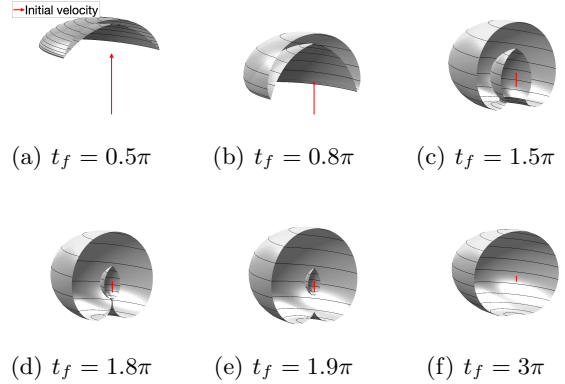 Initial velocity
(a) t_f = 0.5π
(b) t_f = 0.8π
(c) t_f = 1.5π
(d) t_f = 1.8π
(e) t_f = 1.9π
(f) t_f = 3π